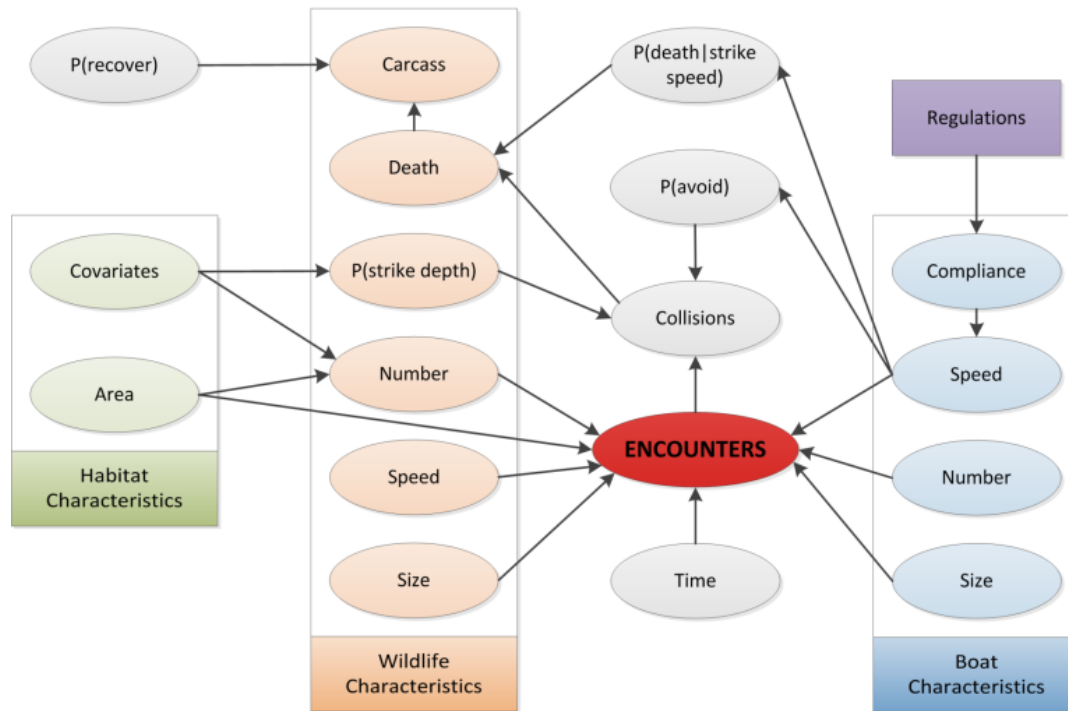 P(recover)
Carcass
P(death|strike
speed)
Regulations
Death
P(avoid)
Covariates
P(strike depth)
Compliance
Collisions
Area
Number
Speed
ENCOUNTERS
Habitat
Characteristics
Speed
Number
Size
Time
Size
Wildlife
Characteristics
Boat
Characteristics